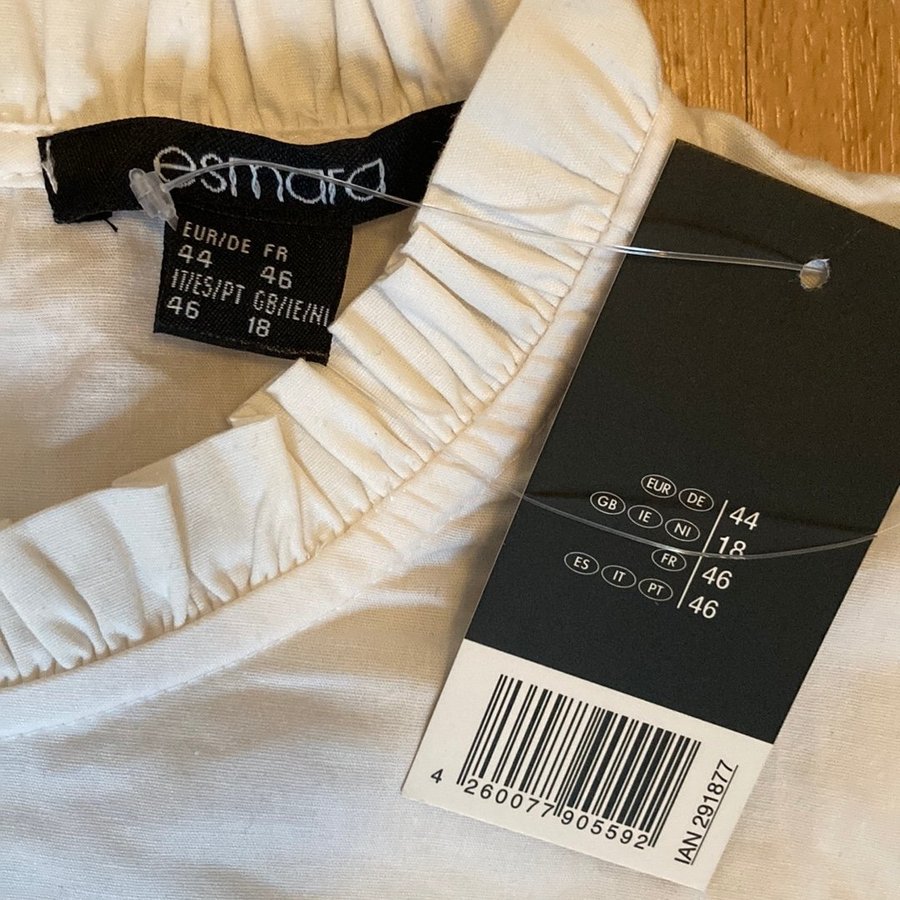 esmara
EUR/DE FR
44 46
IT/ES/PT GB/IE/NI
46 18
EUR DE 44
GB IE NI 18
FR 46
ES IT PT 46
4 260077 905592
IAN 291877